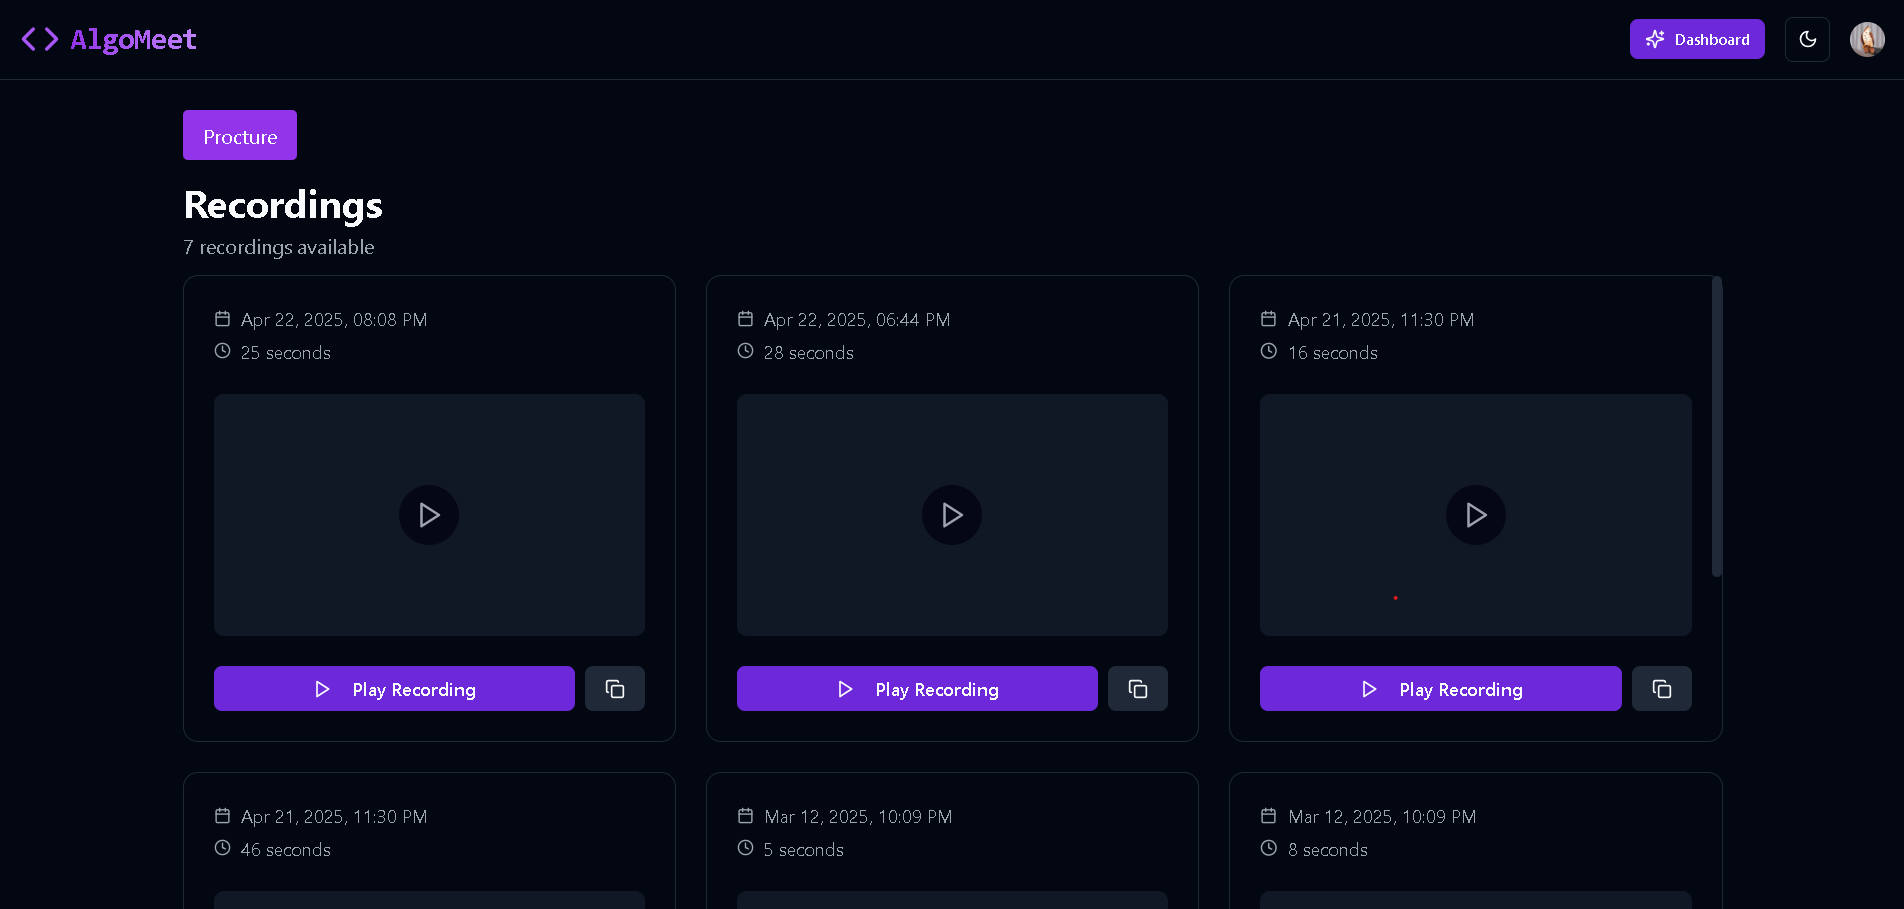 AlgoMeet
Dashboard
Procture
Recordings
7 recordings available
Apr 22, 2025, 08:08 PM
25 seconds
Play Recording
Apr 22, 2025, 06:44 PM
28 seconds
Play Recording
Apr 21, 2025, 11:30 PM
16 seconds
Play Recording
Apr 21, 2025, 11:30 PM
46 seconds
Mar 12, 2025, 10:09 PM
5 seconds
Mar 12, 2025, 10:09 PM
8 seconds